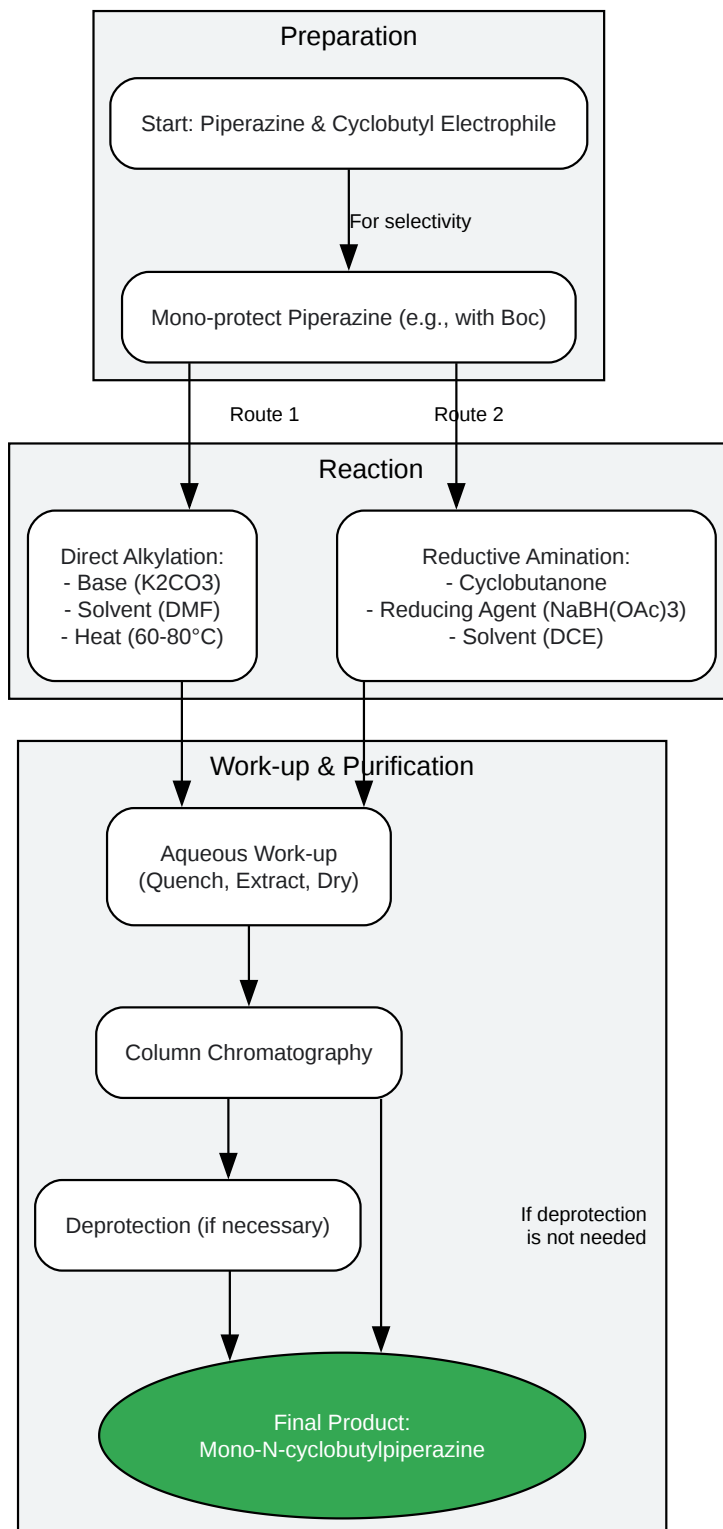 Preparation
Start: Piperazine & Cyclobutyl Electrophile
For selectivity
Mono-protect Piperazine (e.g., with Boc)
Route 1
Route 2
Reaction
Direct Alkylation:
- Base (K2CO3)
- Solvent (DMF)
- Heat (60-80°C)
Reductive Amination:
- Cyclobutanone
- Reducing Agent (NaBH(OAc)3)
- Solvent (DCE)
Work-up & Purification
Aqueous Work-up
(Quench, Extract, Dry)
Column Chromatography
Deprotection (if necessary)
If deprotection
is not needed
Final Product:
Mono-N-cyclobutylpiperazine